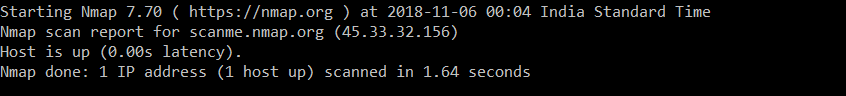 Starting Nmap 7.70 ( https://nmap.org ) at 2018-11-06 00:04 India Standard Time
Nmap scan report for scanme.nmap.org (45.33.32.156)
Host is up (0.00s latency).
Nmap done: 1 IP address (1 host up) scanned in 1.64 seconds